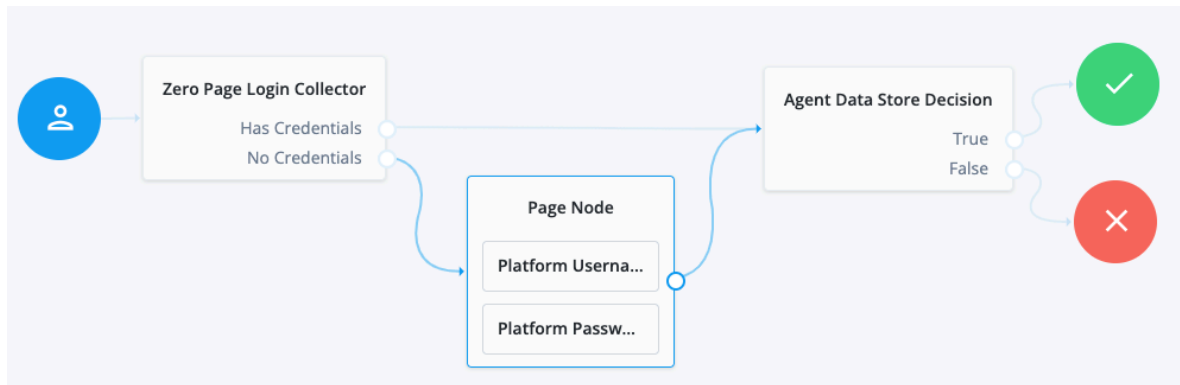 Zero Page Login Collector
Has Credentials
No Credentials
Page Node
Platform Userna...
Platform Passw...
Agent Data Store Decision
True
False